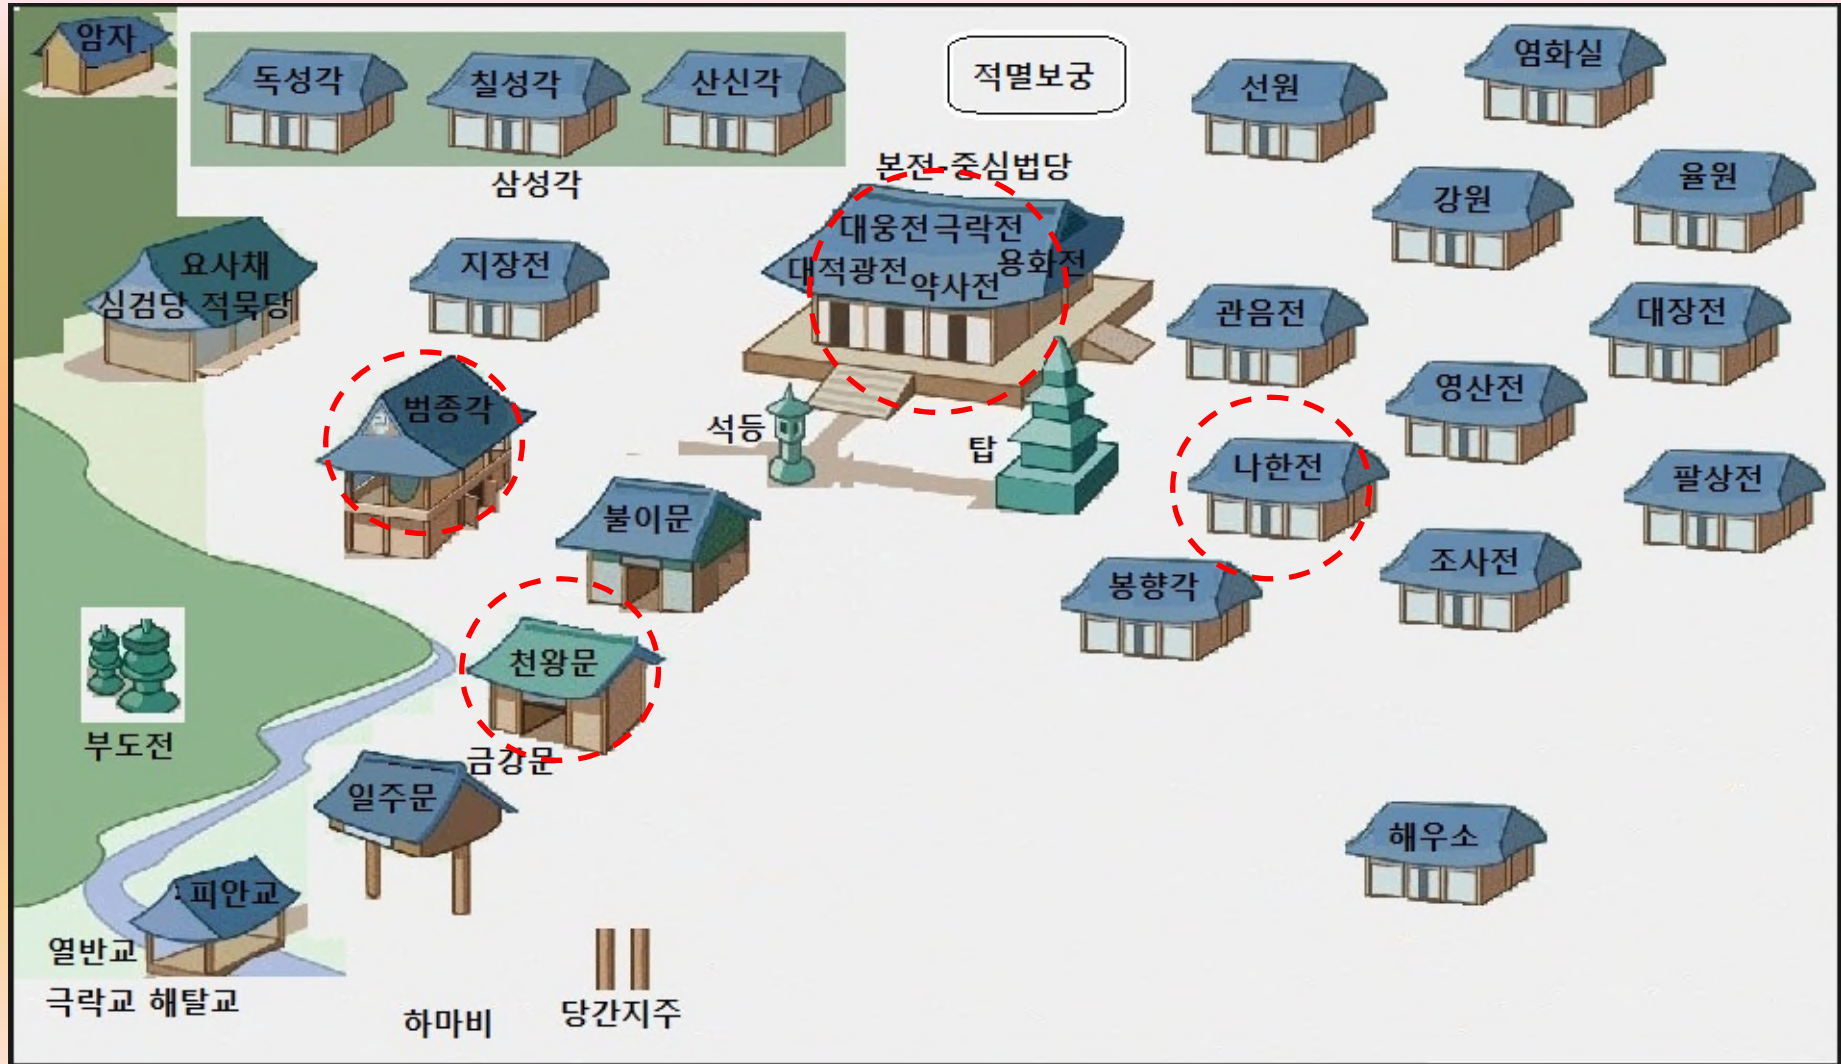 암자
독성각
칠성각
산신각
삼성각
적멸보궁
선원
염화실
강원
율원
본전-중심법당
대웅전 극락전
대적광전 약사전 용화전
요사채
심검당 적묵당
지장전
관음전
대장전
범종각
석등
탑
영산전
나한전
팔상전
불이문
조사전
봉향각
천왕문
부도전
금강문
일주문
해우소
피안교
열반교
극락교 해탈교
하마비
당간지주